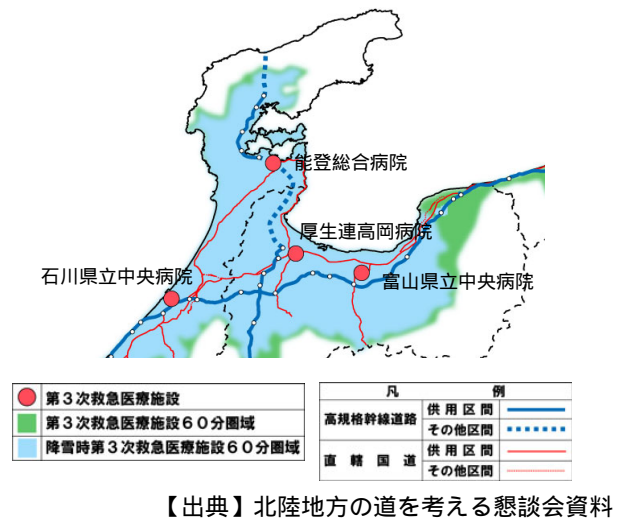 能登総合病院
厚生連高岡病院
石川県立中央病院
富山県立中央病院
第3次救急医療施設
第3次救急医療施設60分圏域
降雪時第3次救急医療施設60分圏域
凡 例
高規格幹線道路 供用区間
その他区間
直轄国道 供用区間
その他区間
【出典】北陸地方の道を考える懇談会資料